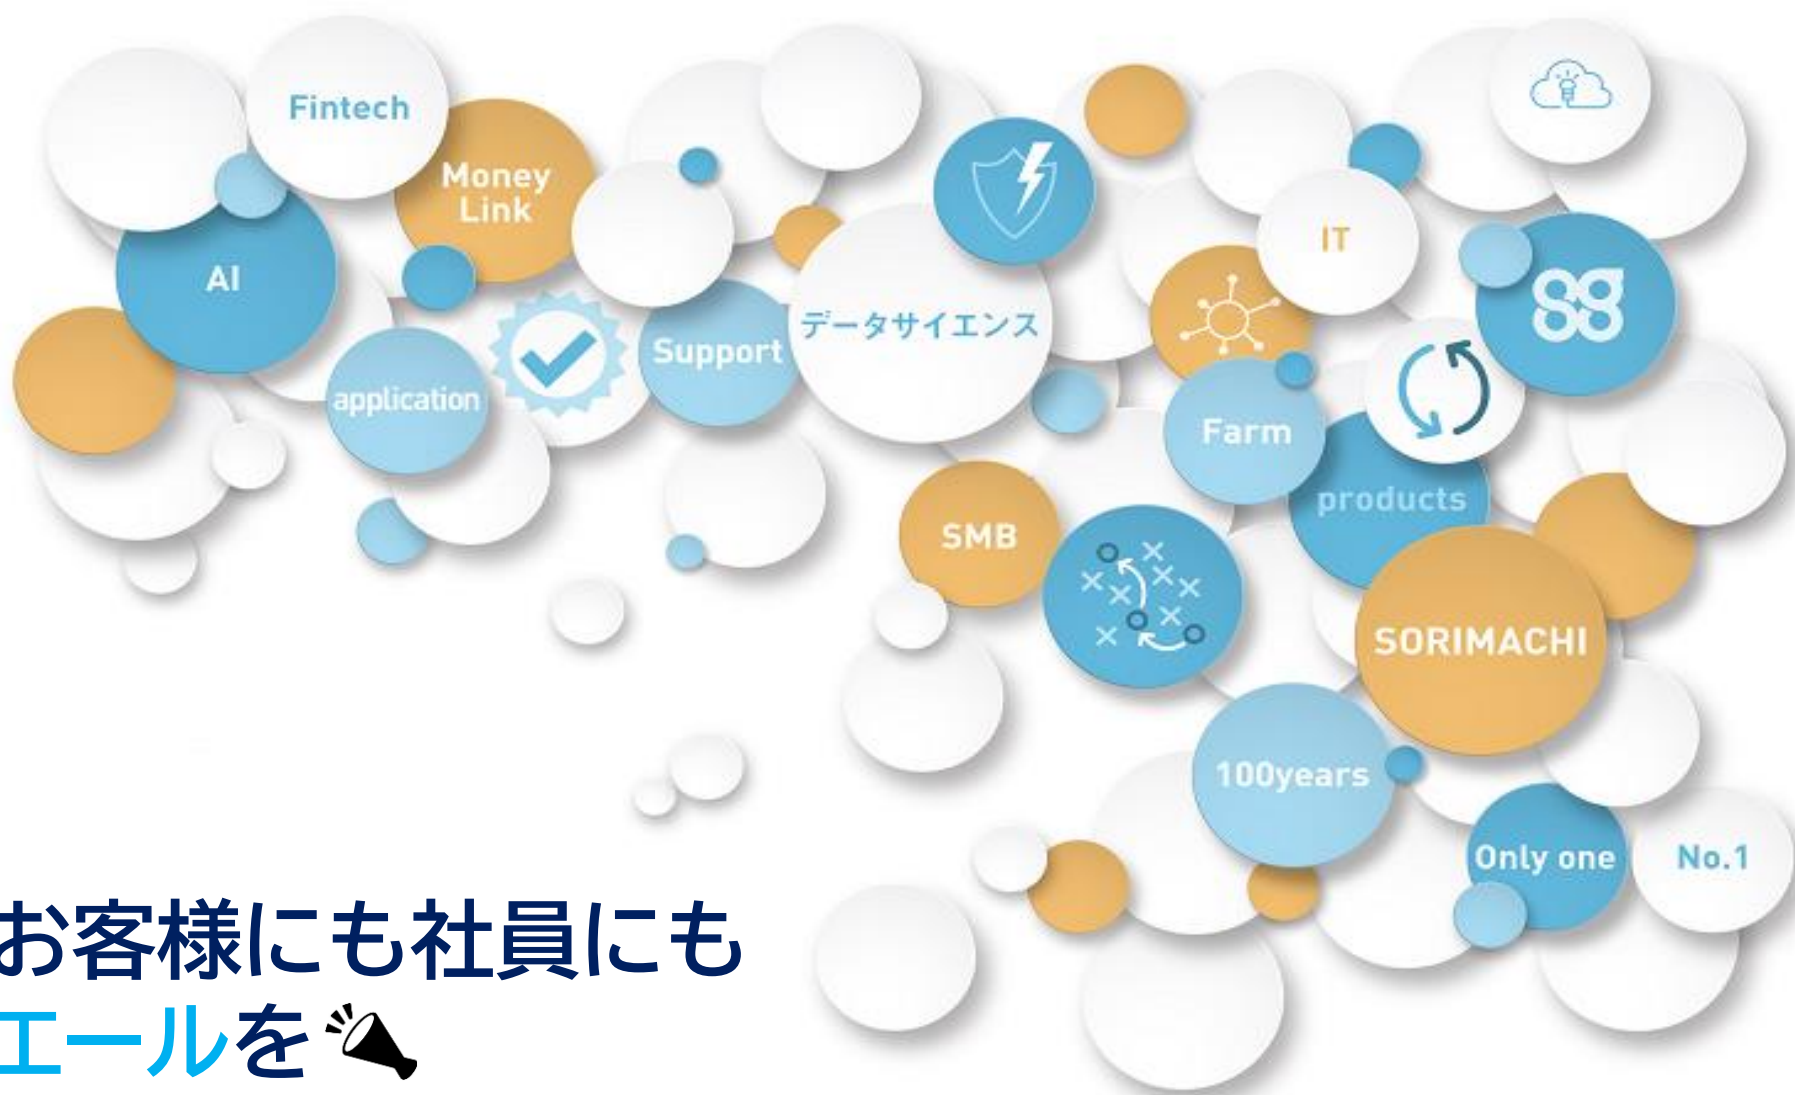 Fintech
Money
Link
AI
application
Support
データサイエンス
IT
Farm
products
SMB
SORIMACHI
100years
Only one
No.1
お客様にも社員にも
エールを